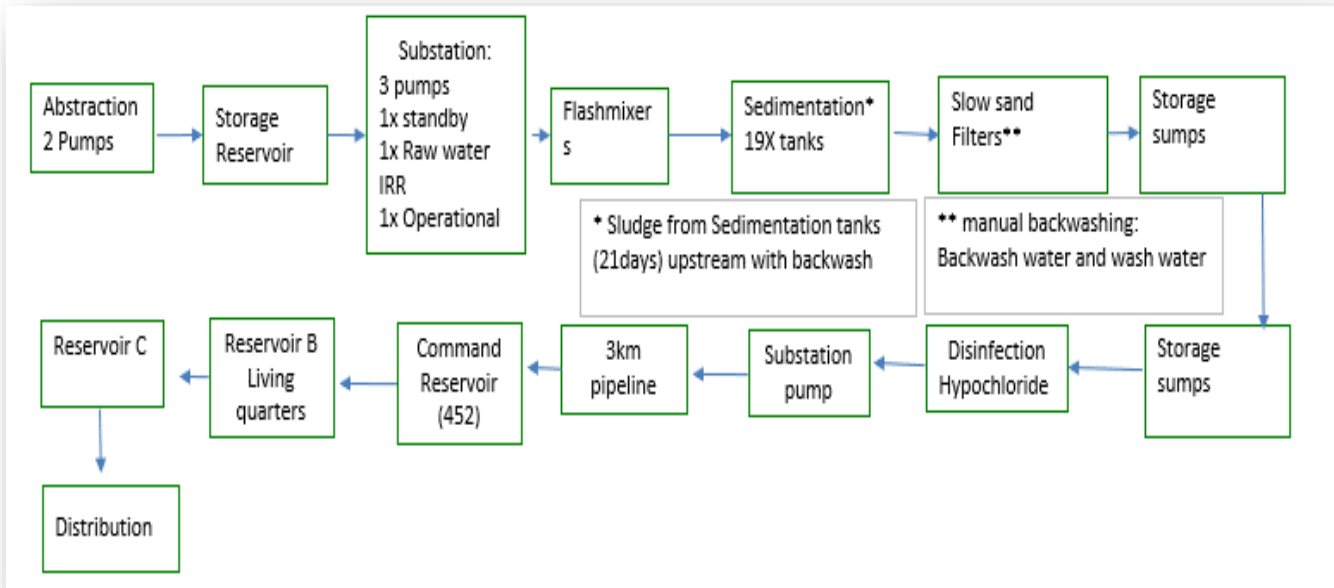 Abstraction
2 Pumps
Storage
Reservoir
Substation:
3 pumps
1x standby
1x Raw water
IRR
1x Operational
Flashmixer
s
Sedimentation*
19X tanks
Slow sand
Filters**
Storage
sumps
* Sludge from Sedimentation tanks
(21days) upstream with backwash
** manual backwashing:
Backwash water and wash water
Storage
sumps
Disinfection
Hypochloride
Substation
pump
3km
pipeline
Command
Reservoir
(452)
Reservoir B
Living
quarters
Reservoir C
Distribution